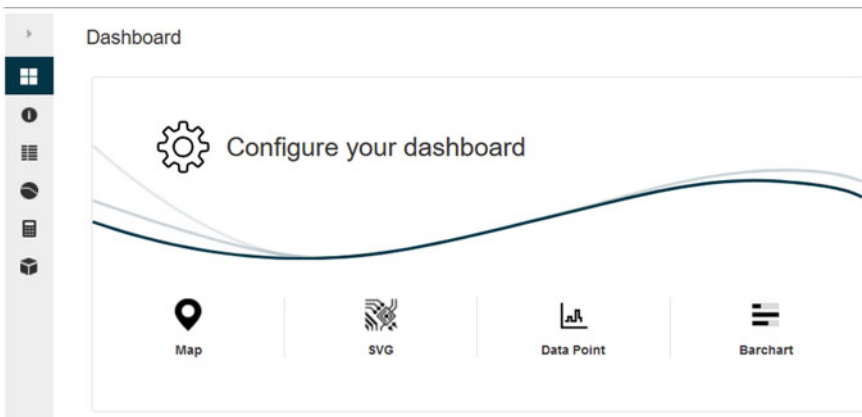 Dashboard
Configure your dashboard
Map
SVG
Data Point
Barchart